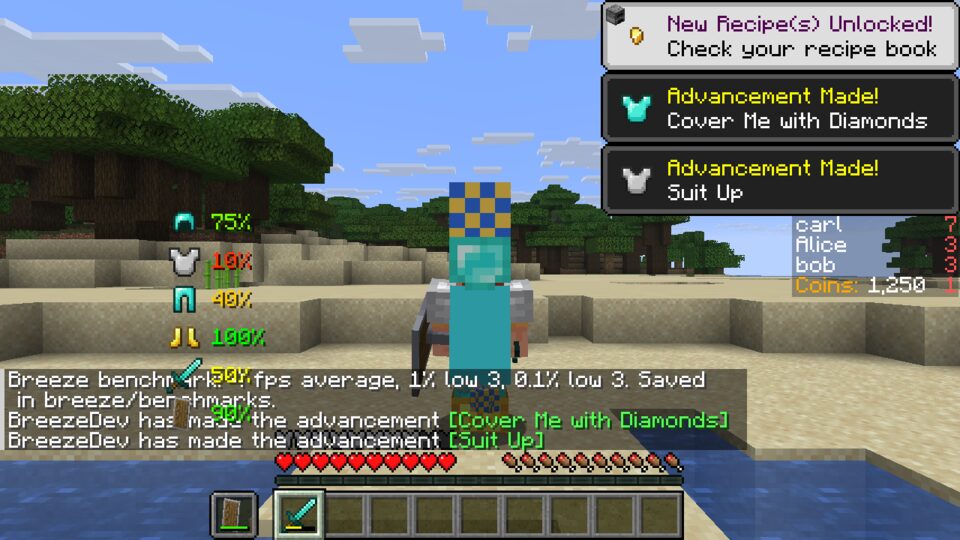 New Recipe(s) Unlocked!
Check your recipe book
Advancement Made!
Cover Me with Diamonds
Advancement Made!
Suit Up
carl 7
Alice 3
bob 3
Coins: 1,250 1
75%
10%
40%
100%
50%
90%
Breeze benchmark: fps average, 1% low 3, 0.1% low 3. Saved
in breeze/benchmarks.
BreezeDev has made the advancement [Cover Me with Diamonds]
BreezeDev has made the advancement [Suit Up]